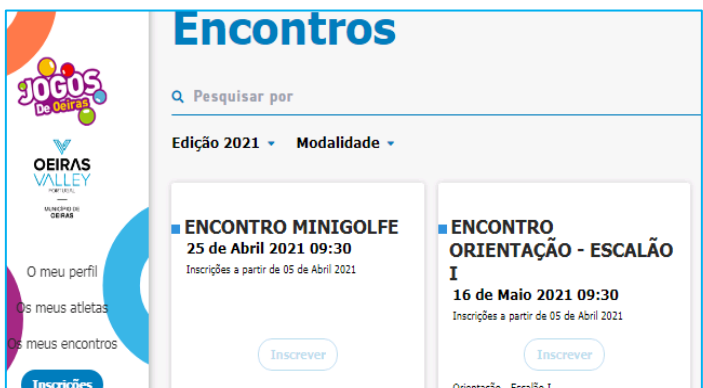 Encontros
JOGOS
De Oeiras
Pesquisar por
Edição 2021
Modalidade
OEIRAS
VALLEY
PORTUGAL
MUNICÍPIO DE
OEIRAS
O meu perfil
Os meus atletas
Os meus encontros
Inscrições
ENCONTRO MINIGOLFE
25 de Abril 2021 09:30
Inscrições a partir de 05 de Abril 2021
Inscrever
ENCONTRO
ORIENTAÇÃO - ESCALÃO
I
16 de Maio 2021 09:30
Inscrições a partir de 05 de Abril 2021
Inscrever
Orientação - Escalão I